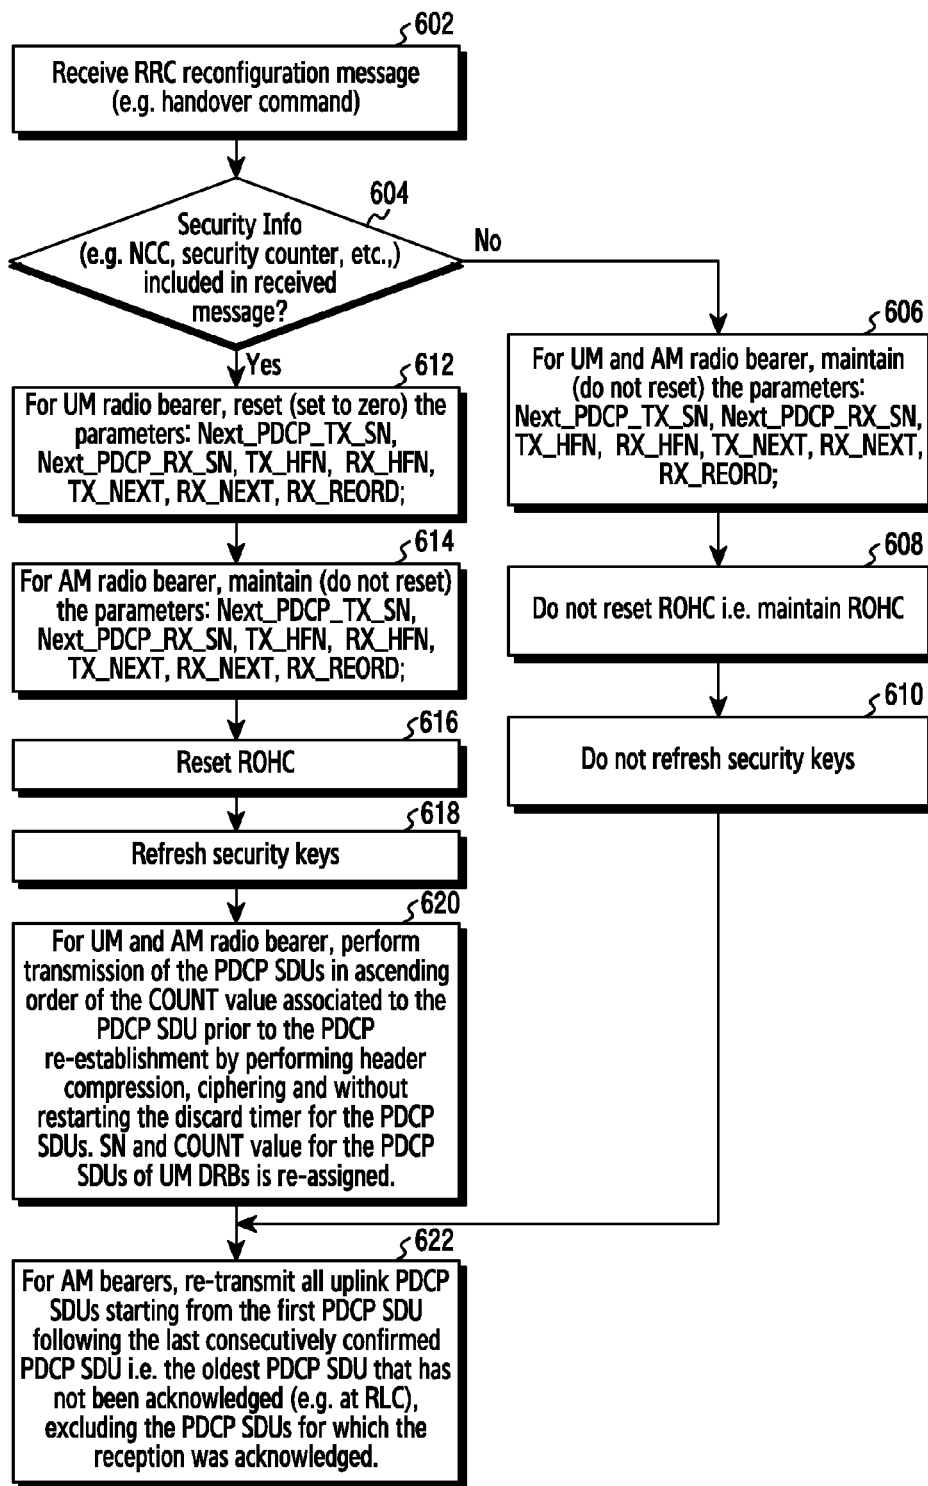 602
Receive RRC reconfiguration message
(e.g. handover command)
604
Security Info
(e.g. NCC, security counter, etc.,)
included in received
message?
No
Yes
606
For UM and AM radio bearer, maintain
(do not reset) the parameters:
Next_PDCP_TX_SN, Next_PDCP_RX_SN,
TX_HFN, RX_HFN, TX_NEXT, RX_NEXT,
RX_REORD;
608
Do not reset ROHC i.e. maintain ROHC
610
Do not refresh security keys
612
For UM radio bearer, reset (set to zero) the
parameters: Next_PDCP_TX_SN,
Next_PDCP_RX_SN, TX_HFN, RX_HFN,
TX_NEXT, RX_NEXT, RX_REORD;
614
For AM radio bearer, maintain (do not reset)
the parameters: Next_PDCP_TX_SN,
Next_PDCP_RX_SN, TX_HFN, RX_HFN,
TX_NEXT, RX_NEXT, RX_REORD;
616
Reset ROHC
618
Refresh security keys
620
For UM and AM radio bearer, perform
transmission of the PDCP SDUs in ascending
order of the COUNT value associated to the
PDCP SDU prior to the PDCP
re-establishment by performing header
compression, ciphering and without
restarting the discard timer for the PDCP
SDUs. SN and COUNT value for the PDCP
SDUs of UM DRBs is re-assigned.
622
For AM bearers, re-transmit all uplink PDCP
SDUs starting from the first PDCP SDU
following the last consecutively confirmed
PDCP SDU i.e. the oldest PDCP SDU that has
not been acknowledged (e.g. at RLC),
excluding the PDCP SDUs for which the
reception was acknowledged.